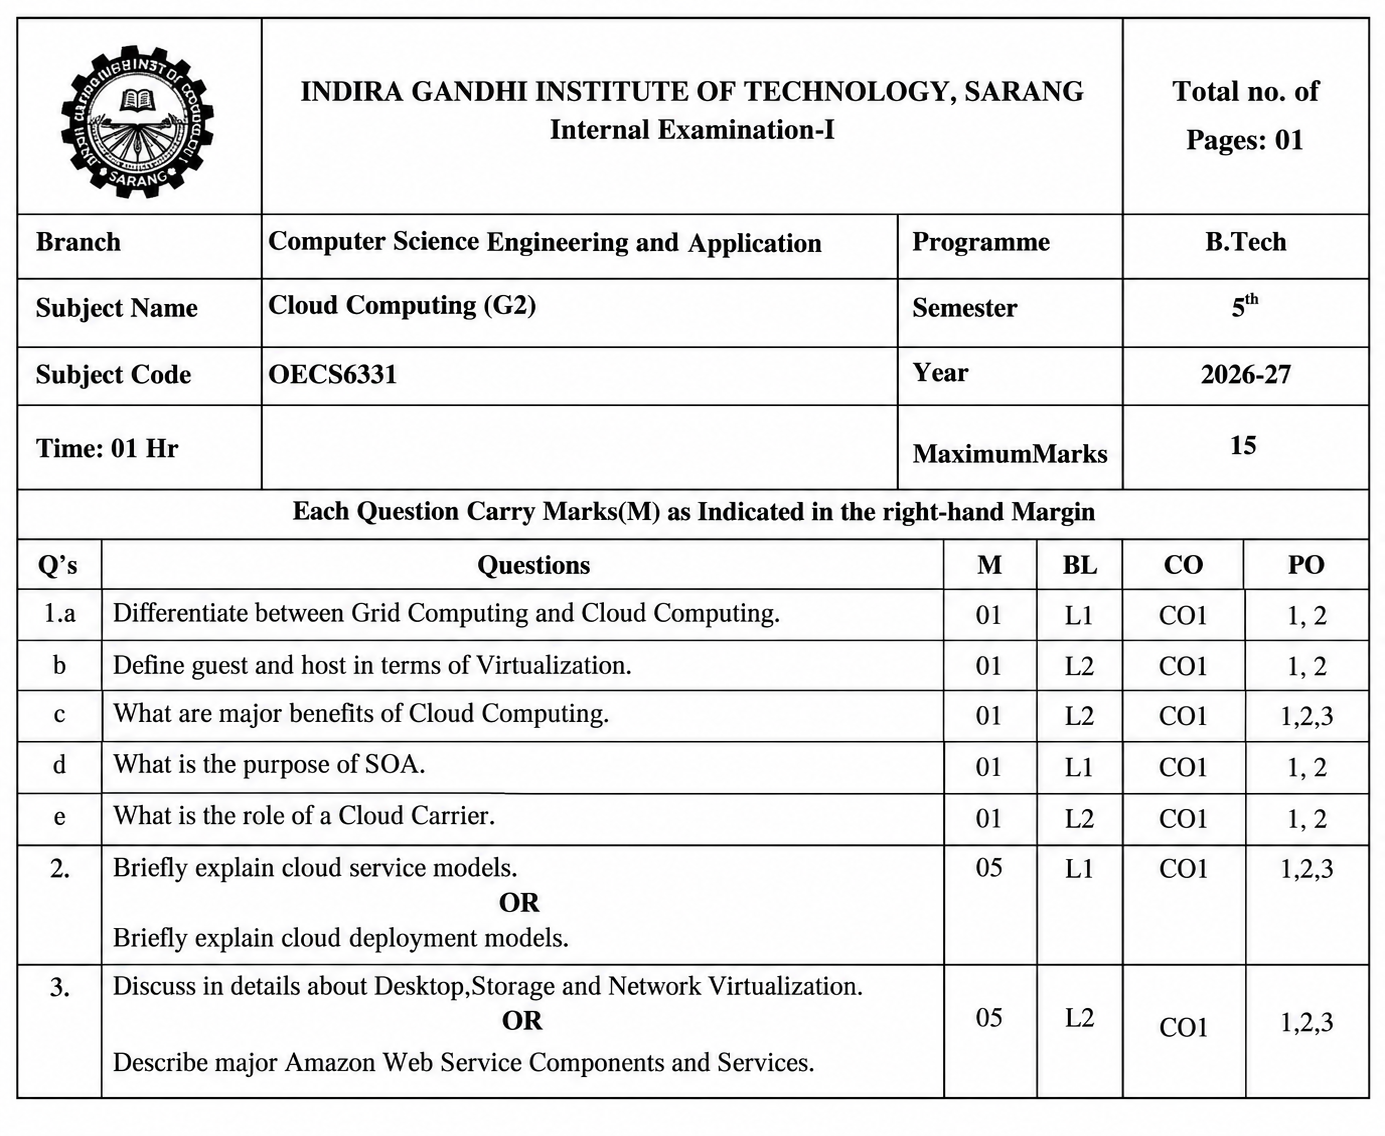 SARANG
INDIRA GANDHI INSTITUTE OF TECHNOLOGY, SARANG
Internal Examination-I
Total no. of
Pages: 01
Branch
Computer Science Engineering and Application
Programme
B.Tech
Subject Name
Cloud Computing (G2)
Semester
5th
Subject Code
OECS6331
Year
2026-27
Time: 01 Hr
MaximumMarks
15
Each Question Carry Marks(M) as Indicated in the right-hand Margin
Q’s Questions M BL CO PO
1.a Differentiate between Grid Computing and Cloud Computing. 01 L1 CO1 1, 2
b Define guest and host in terms of Virtualization. 01 L2 CO1 1, 2
c What are major benefits of Cloud Computing. 01 L2 CO1 1,2,3
d What is the purpose of SOA. 01 L1 CO1 1, 2
e What is the role of a Cloud Carrier. 01 L2 CO1 1, 2
2. Briefly explain cloud service models. 05 L1 CO1 1,2,3
OR
Briefly explain cloud deployment models.
3. Discuss in details about Desktop,Storage and Network Virtualization. 05 L2 CO1 1,2,3
OR
Describe major Amazon Web Service Components and Services.